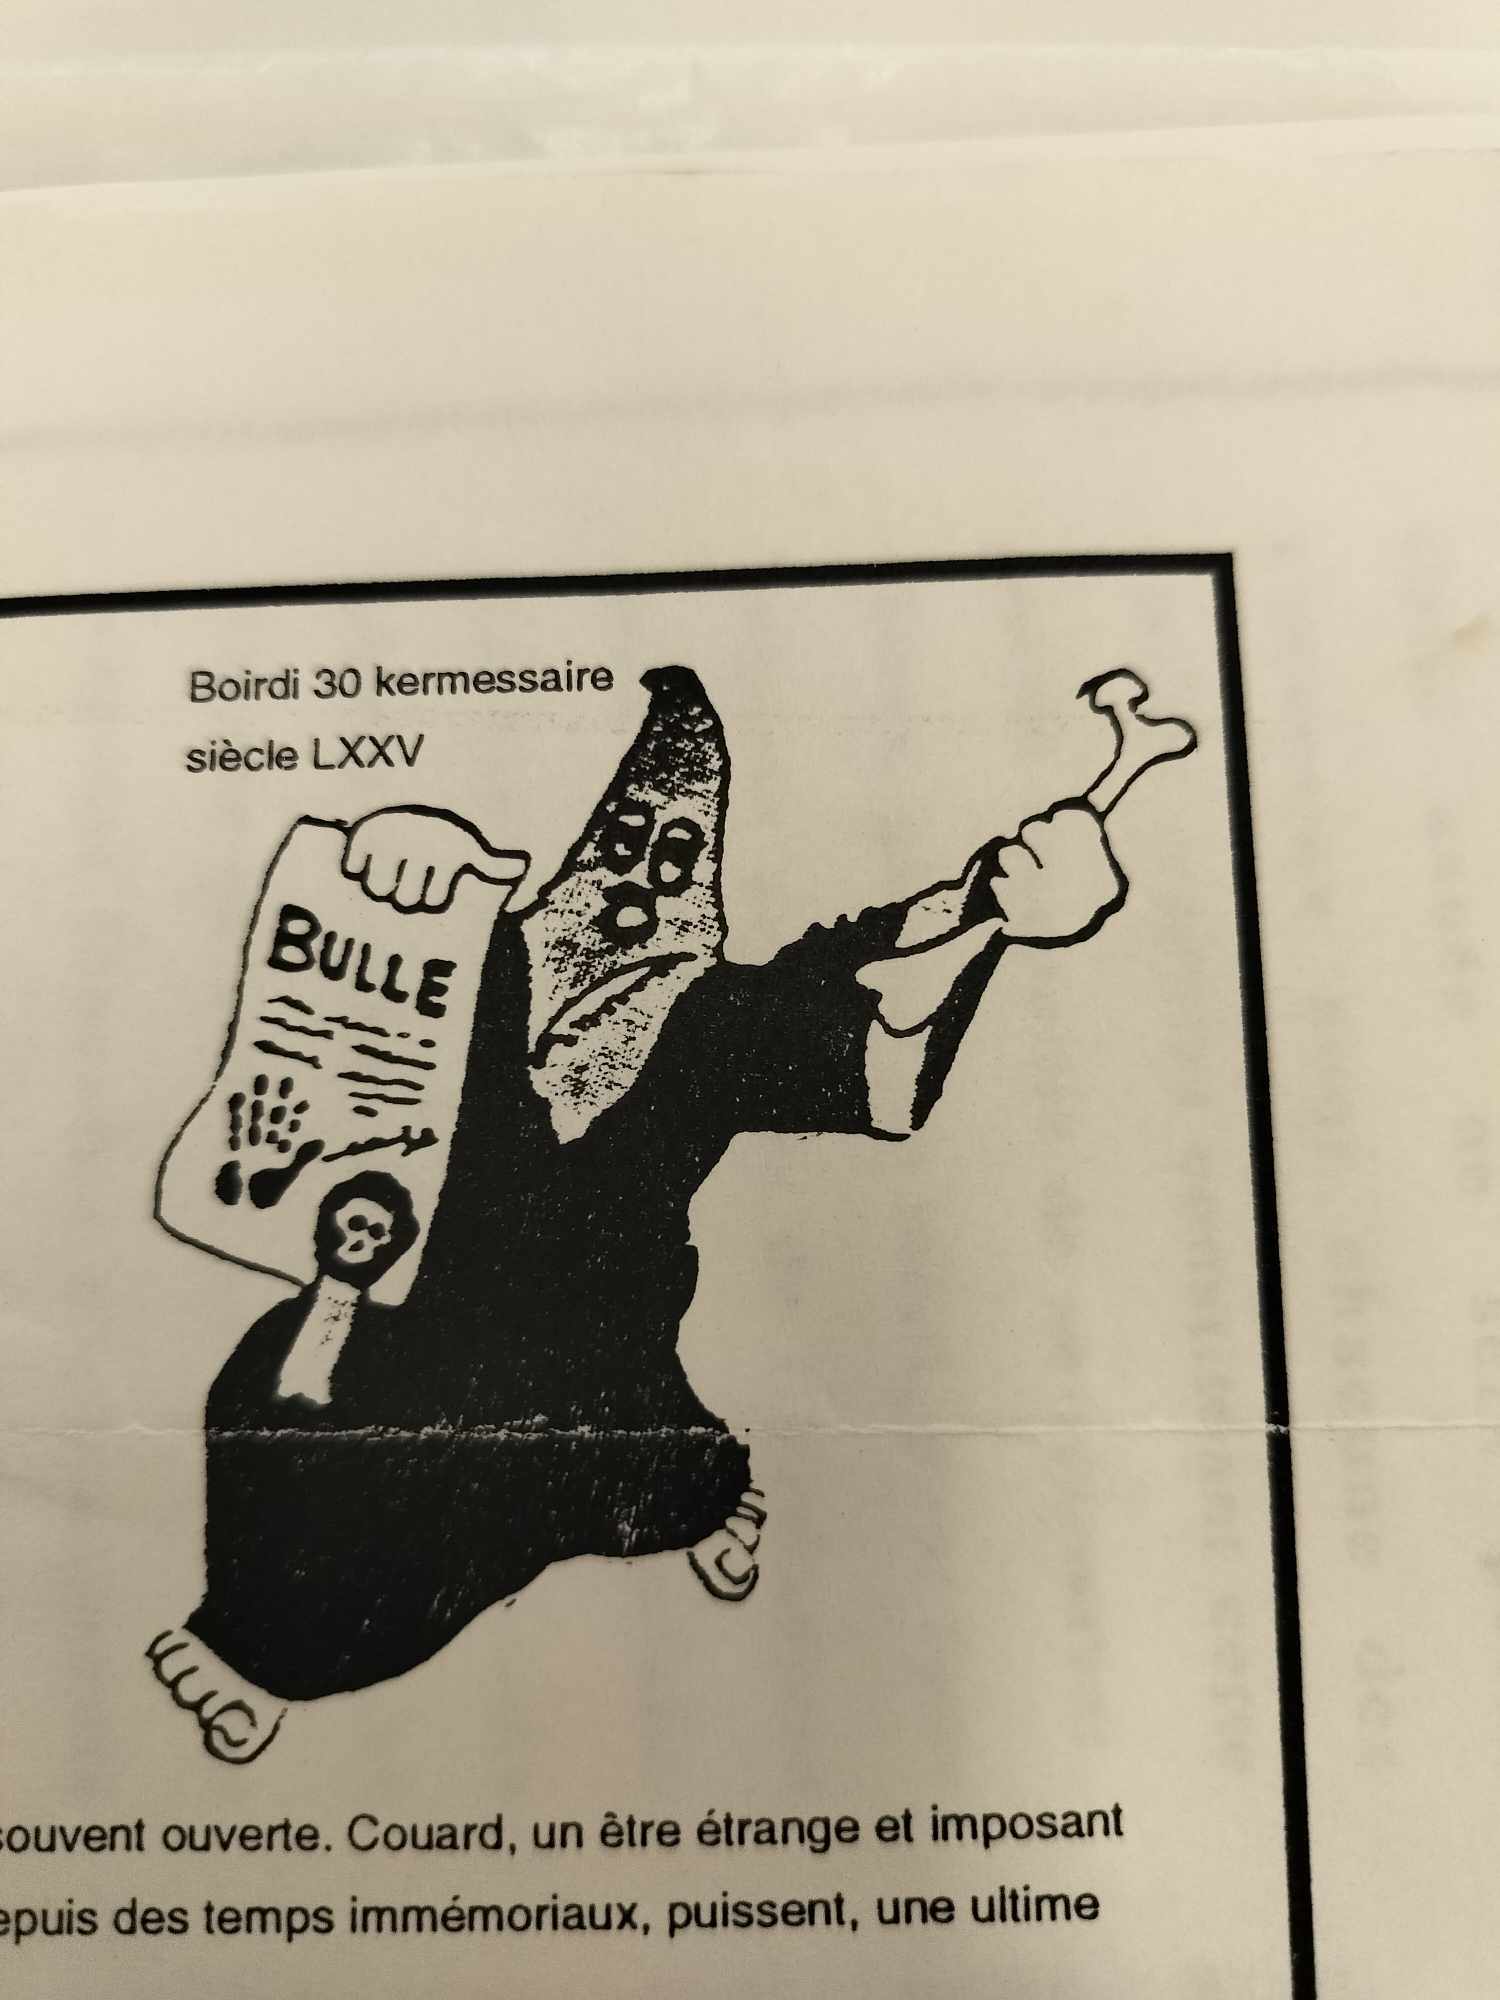 Boirdi 30 kermessaire
siècle LXXV
BULLE
souvent ouverte. Couard, un être étrange et imposant
epuis des temps immémoriaux, puissent, une ultime